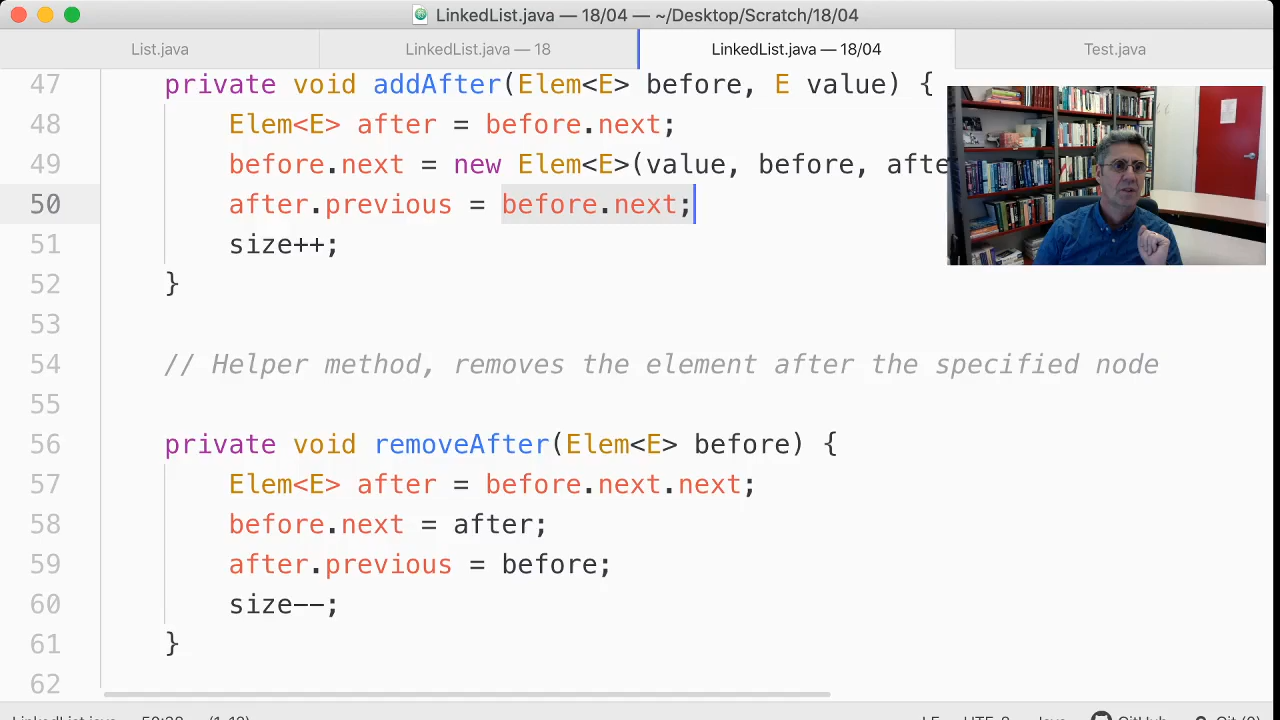 LinkedList.java — 18/04 — ~/Desktop/Scratch/18/04
List.java
LinkedList.java — 18
LinkedList.java — 18/04
Test.java
47 private void addAfter(Elem<E> before, E value) {
48 Elem<E> after = before.next;
49 before.next = new Elem<E>(value, before, afte
50 after.previous = before.next;
51 size++;
52 }
53
54 // Helper method, removes the element after the specified node
55
56 private void removeAfter(Elem<E> before) {
57 Elem<E> after = before.next.next;
58 before.next = after;
59 after.previous = before;
60 size--;
61 }
62